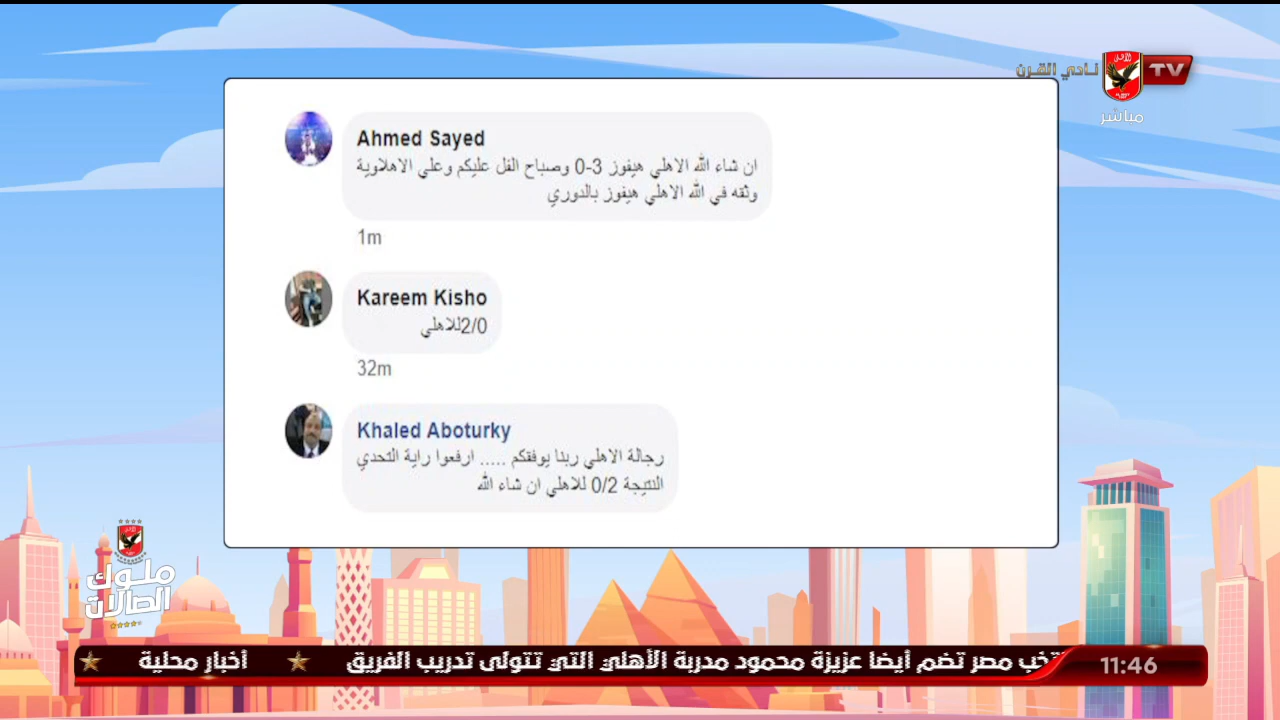 نادي القرن
TV
مباشر
Ahmed Sayed
ان شاء الله الاهلي هيفوز 3-0 وصباح الفل عليكم وعلي الاهلاوية
وثقه في الله الاهلي هيفوز بالدوري
1m
Kareem Kisho
2/0للاهلي
32m
Khaled Aboturky
رجالة الاهلي ربنا يوفقكم ..... ارفعوا راية التحدي
النتيجة 0/2 للاهلي ان شاء الله
ملوك
الصالات
تخب مصر تضم أيضا عزيزة محمود مدربة الأهلي التي تتولى تدريب الفريق
أخبار محلية
11:46